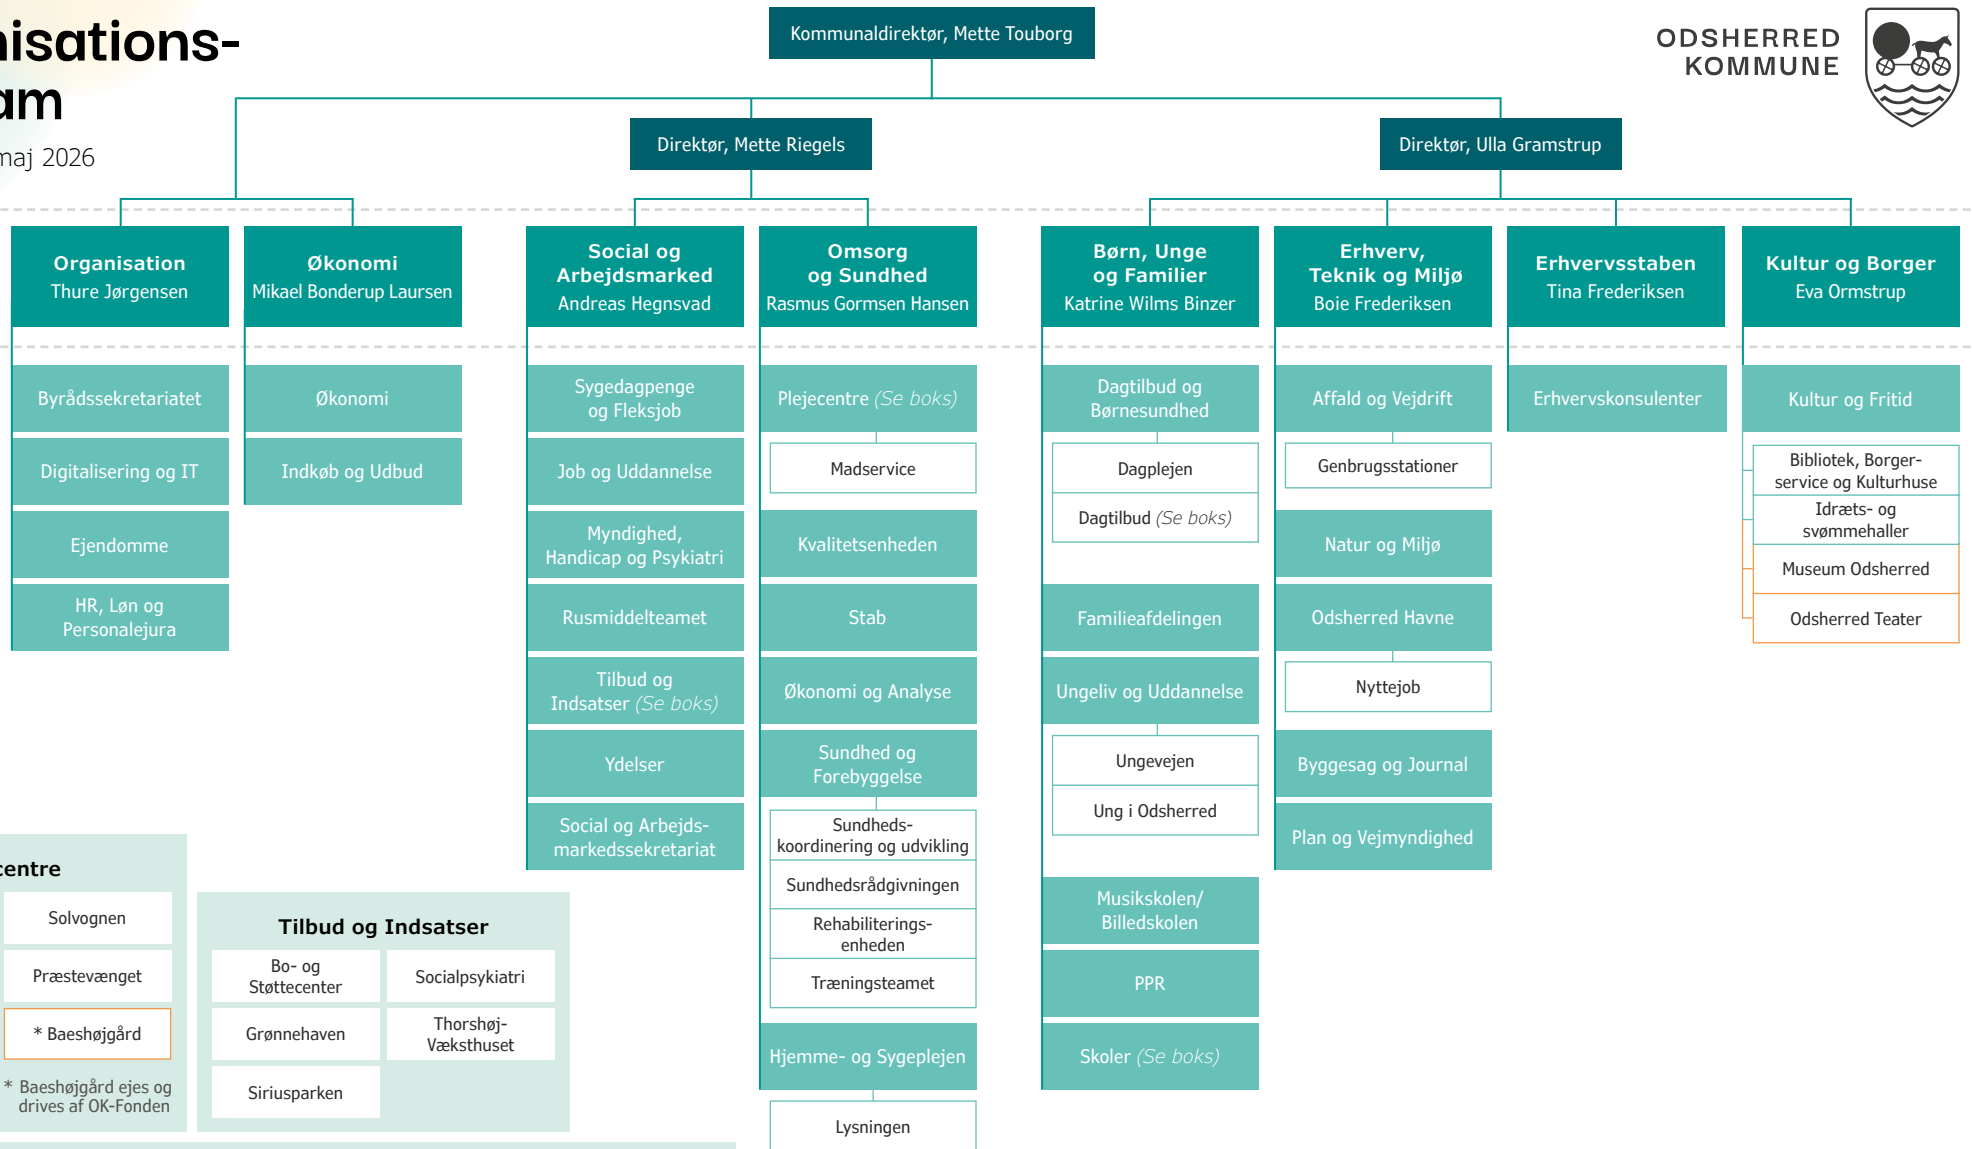 nisations-
am
maj 2026
Kommunaldirektør, Mette Touborg
ODSHERRED
KOMMUNE
Direktør, Mette Riegels
Direktør, Ulla Gramstrup
Organisation
Thure Jørgensen
Økonomi
Mikael Bonderup Laursen
Social og
Arbejdsmarked
Andreas Hegnsvad
Omsorg
og Sundhed
Rasmus Gormsen Hansen
Børn, Unge
og Familier
Katrine Wilms Binzer
Erhverv,
Teknik og Miljø
Boie Frederiksen
Erhvervsstaben
Tina Frederiksen
Kultur og Borger
Eva Ormstrup
Byrådssekretariatet
Digitalisering og IT
Ejendomme
HR, Løn og
Personalejura
Økonomi
Indkøb og Udbud
Sygedagpenge
og Fleksjob
Job og Uddannelse
Myndighed,
Handicap og Psykiatri
Rusmiddelteamet
Tilbud og
Indsatser (Se boks)
Ydelser
Social og Arbejds-
markedssekretariat
Plejecentre (Se boks)
Madservice
Kvalitetsenheden
Stab
Økonomi og Analyse
Sundhed og
Forebyggelse
Sundheds-
koordinering og udvikling
Sundhedsrådgivningen
Rehabiliterings-
enheden
Træningsteamet
Hjemme- og Sygeplejen
Lysningen
Dagtilbud og
Børnesundhed
Dagplejen
Dagtilbud (Se boks)
Familieafdelingen
Ungeliv og Uddannelse
Ungevejen
Ung i Odsherred
Musikskolen/
Billedskolen
PPR
Skoler (Se boks)
Affald og Vejdrift
Genbrugsstationer
Natur og Miljø
Odsherred Havne
Nyttejob
Byggesag og Journal
Plan og Vejmyndighed
Erhvervskonsulenter
Kultur og Fritid
Bibliotek, Borger-
service og Kulturhuse
Idræts- og
svømmehaller
Museum Odsherred
Odsherred Teater
centre
Solvognen
Præstevænget
* Baeshøjgård
* Baeshøjgård ejes og
drives af OK-Fonden
Tilbud og Indsatser
Bo- og
Støttecenter
Socialpsykiatri
Grønnehaven
Thorshøj-
Væksthuset
Siriusparken